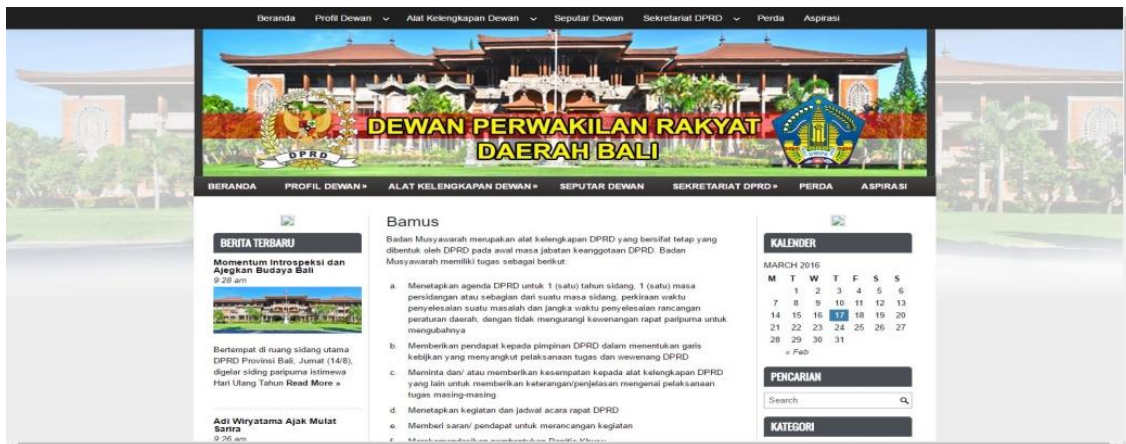 Beranda Profil Dewan Alat Kelengkapan Dewan Seputar Dewan Sekretariat DPRD Perda Aspirasi
DEWAN PERWAKILAN RAKYAT
DAERAH BALI
DPRD
BERANDA PROFIL DEWAN» ALAT KELENGKAPAN DEWAN» SEPUTAR DEWAN SEKRETARIAT DPRD» PERDA ASPIRASI
BERITA TERBARU
Momentum Introspeksi dan
Ajegkan Budaya Bali
9:28 am
Bertempat di ruang sidang utama
DPRD Provinsi Bali, Jumat (14/8),
digelar siding paripurna istimewa
Hari Ulang Tahun Read More »
Adi Wiryatama Ajak Mulat
Sarira
9:26 am
Bamus
Badan Musyawarah merupakan alat kelengkapan DPRD yang bersifat tetap yang
dibentuk oleh DPRD pada awal masa jabatan keanggotaan DPRD. Badan
Musyawarah memiliki tugas sebagai berikut:
a. Menetapkan agenda DPRD untuk 1 (satu) tahun sidang, 1 (satu) masa
persidangan atau sebagian dari suatu masa sidang, perkiraan waktu
penyelesaian suatu masalah dan jangka waktu penyelesaian rancangan
peraturan daerah, dengan tidak mengurangi kewenangan rapat paripurna untuk
mengubahnya
b. Memberikan pendapat kepada pimpinan DPRD dalam menentukan garis
kebijkan yang menyangkut pelaksanaan tugas dan wewenang DPRD
c. Meminta dan/ atau memberikan kesempatan kepada alat kelengkapan DPRD
yang lain untuk memberikan keterangan/penjelasan mengenai pelaksanaan
tugas masing-masing
d. Menetapkan kegiatan dan jadwal acara rapat DPRD
e. Memberi saran/ pendapat untuk merancangan kegiatan
KALENDER
MARCH 2016
M T W T F S S
1 2 3 4 5 6
7 8 9 10 11 12 13
14 15 16 17 18 19 20
21 22 23 24 25 26 27
28 29 30 31
« Feb
PENCARIAN
Search
KATEGORI